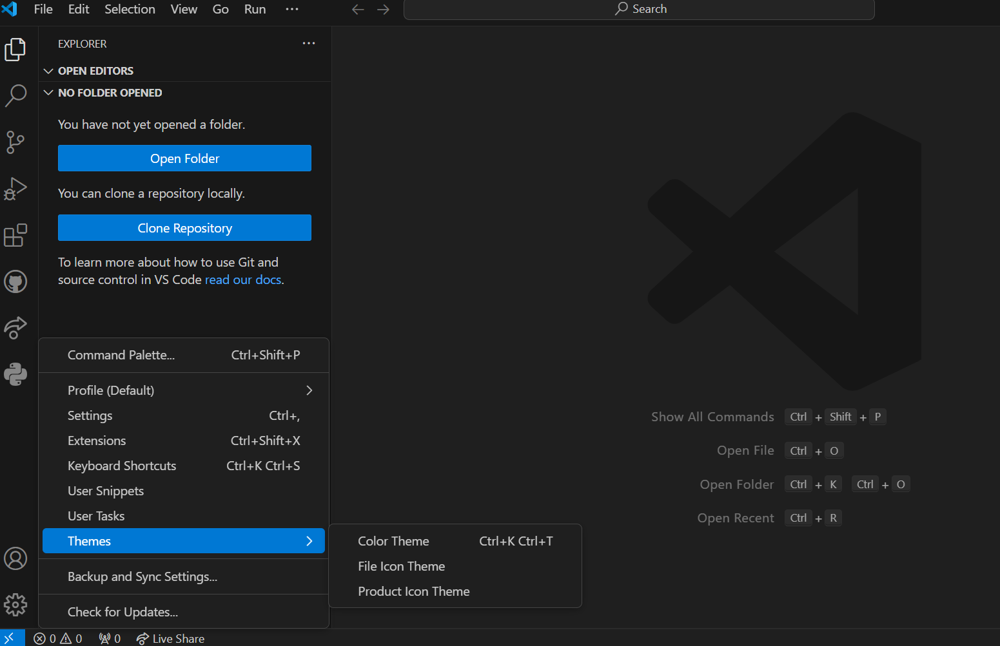 File Edit Selection View Go Run ···
Search
EXPLORER ···
OPEN EDITORS
NO FOLDER OPENED
You have not yet opened a folder.
Open Folder
You can clone a repository locally.
Clone Repository
To learn more about how to use Git and
source control in VS Code read our docs.
Command Palette... Ctrl+Shift+P
Profile (Default)
Settings Ctrl+,
Extensions Ctrl+Shift+X
Keyboard Shortcuts Ctrl+K Ctrl+S
User Snippets
User Tasks
Themes
Backup and Sync Settings...
Check for Updates...
Color Theme Ctrl+K Ctrl+T
File Icon Theme
Product Icon Theme
Show All Commands Ctrl + Shift + P
Open File Ctrl + O
Open Folder Ctrl + K Ctrl + O
Open Recent Ctrl + R
0 0 0 Live Share